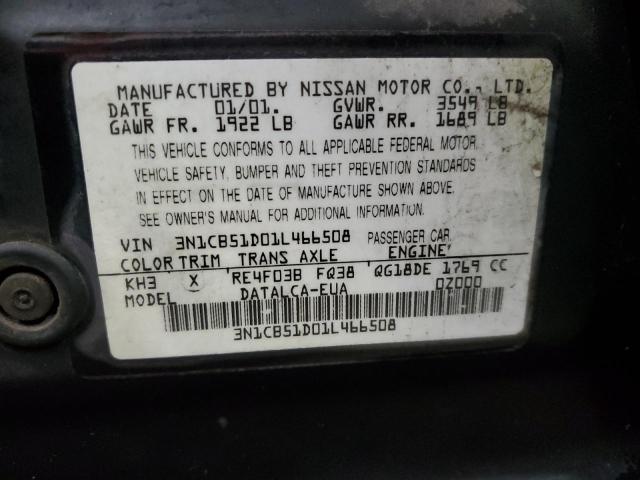 MANUFACTURED BY NISSAN MOTOR CO., LTD.
DATE 01/01. GVWR. 3549 LB
GAWR FR. 1922 LB GAWR RR. 1689 LB
THIS VEHICLE CONFORMS TO ALL APPLICABLE FEDERAL MOTOR
VEHICLE SAFETY, BUMPER AND THEFT PREVENTION STANDARDS
IN EFFECT ON THE DATE OF MANUFACTURE SHOWN ABOVE.
SEE OWNER'S MANUAL FOR ADDITIONAL INFORMATION.
VIN 3N1CB51D01L466508 PASSENGER CAR.
COLOR TRIM TRANS AXLE ENGINE
KH3 X RE4F03B FQ38 QG18DE 1769 CC
MODEL DATALCA-EUA 0Z000
3N1CB51D01L466508